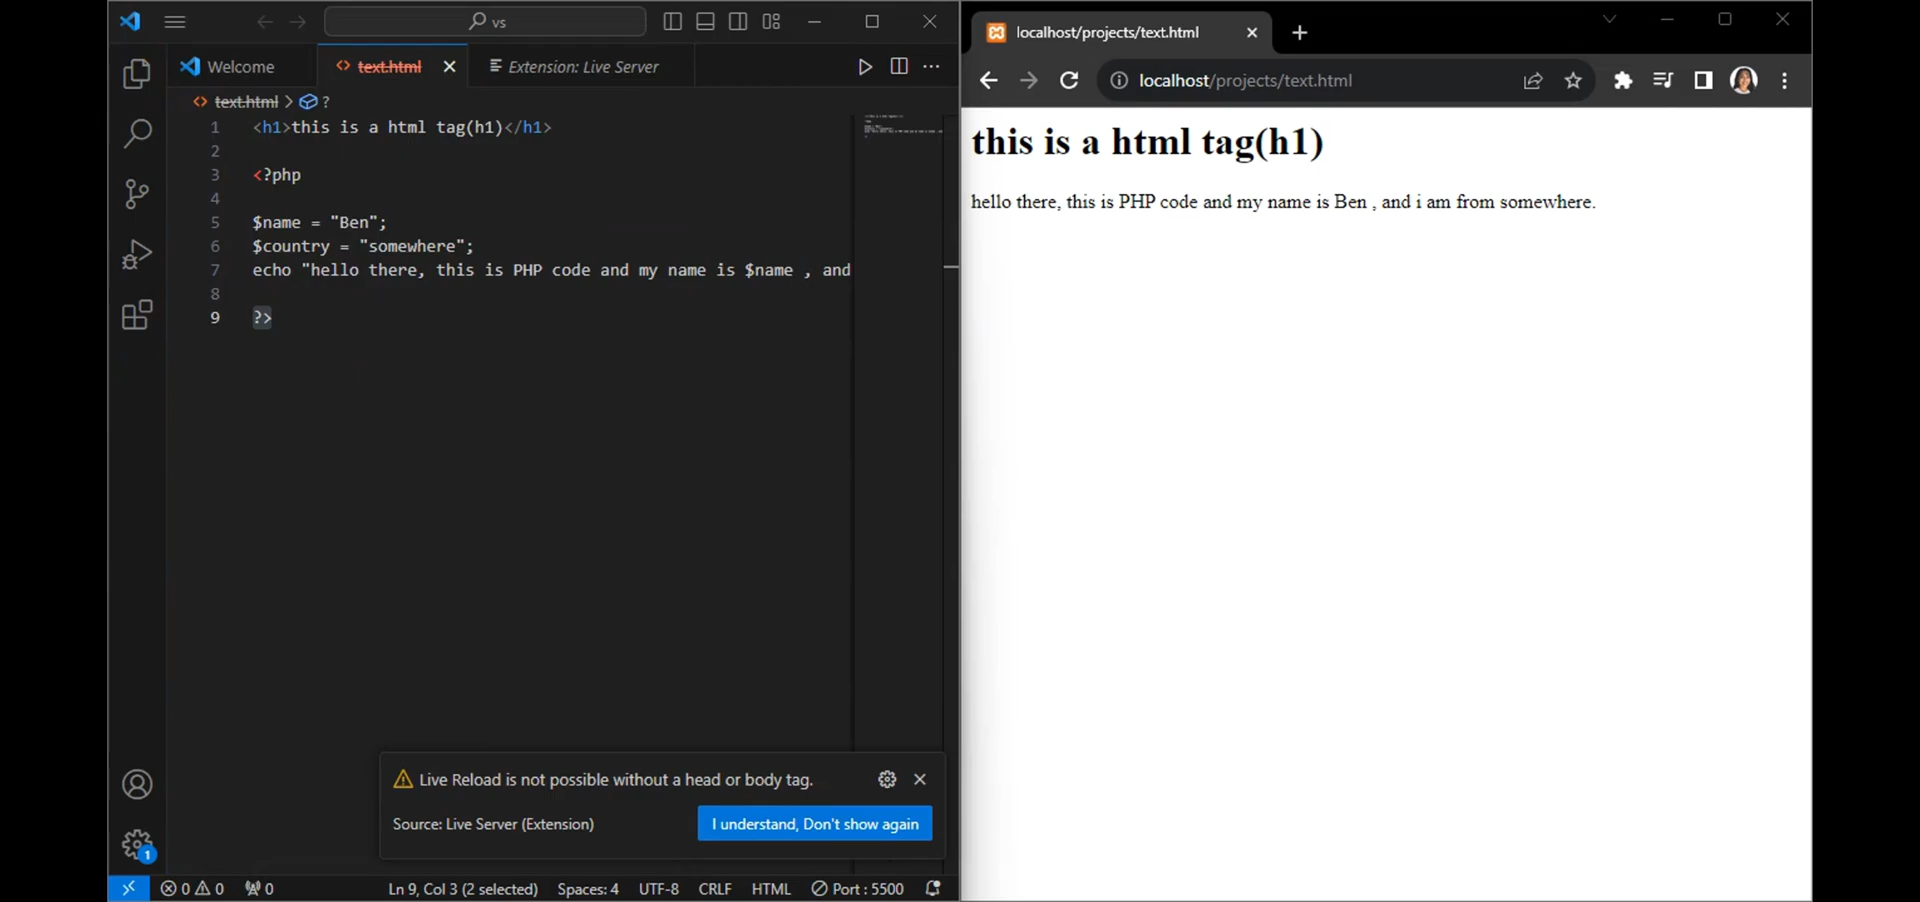 vs
Welcome
text.html
Extension: Live Server
text.html > ?
1 <h1>this is a html tag(h1)</h1>
2
3 <?php
4
5 $name = "Ben";
6 $country = "somewhere";
7 echo "hello there, this is PHP code and my name is $name , and
8
9 ?>
Live Reload is not possible without a head or body tag.
Source: Live Server (Extension)
I understand, Don't show again
1
0 0 0
Ln 9, Col 3 (2 selected) Spaces: 4 UTF-8 CRLF HTML Port : 5500
localhost/projects/text.html
localhost/projects/text.html
this is a html tag(h1)
hello there, this is PHP code and my name is Ben , and i am from somewhere.